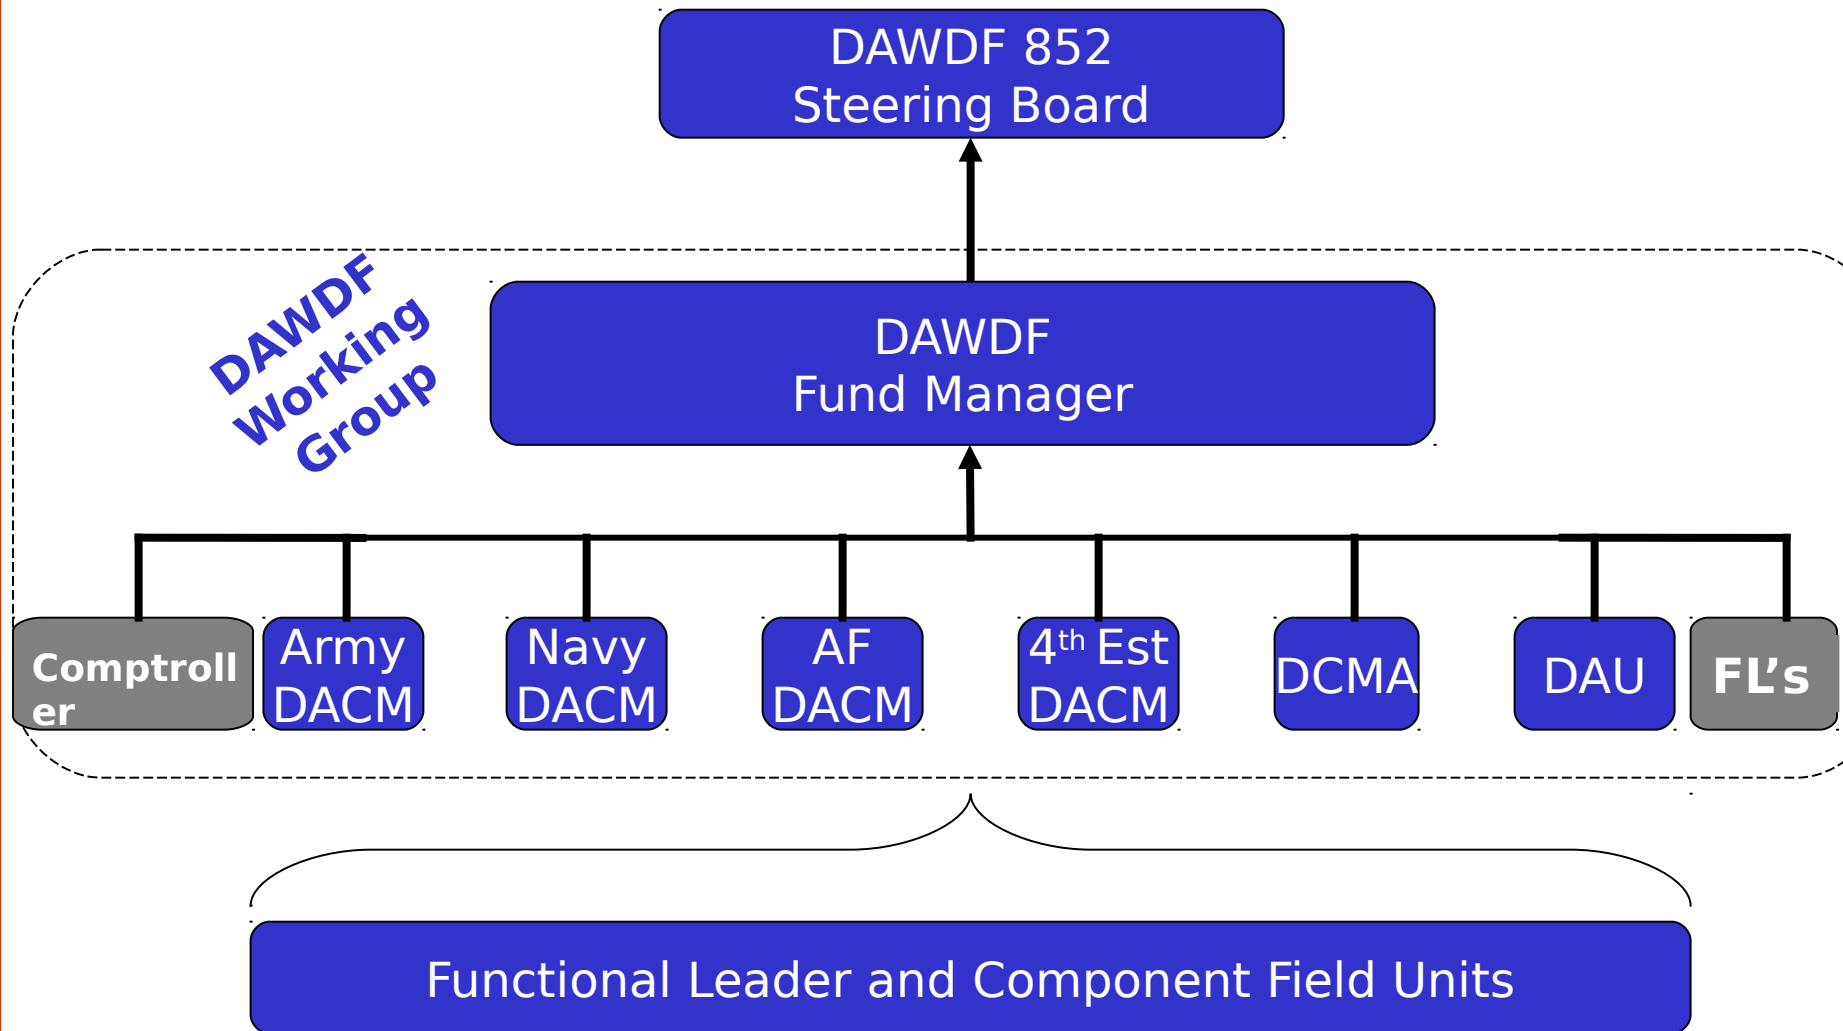 DAWDF 852
Steering Board
DAWDF
Working
Group
DAWDF
Fund Manager
Comptroll
er
Army
DACM
Navy
DACM
AF
DACM
4th Est
DACM
DCMA
DAU
FL’s
Functional Leader and Component Field Units